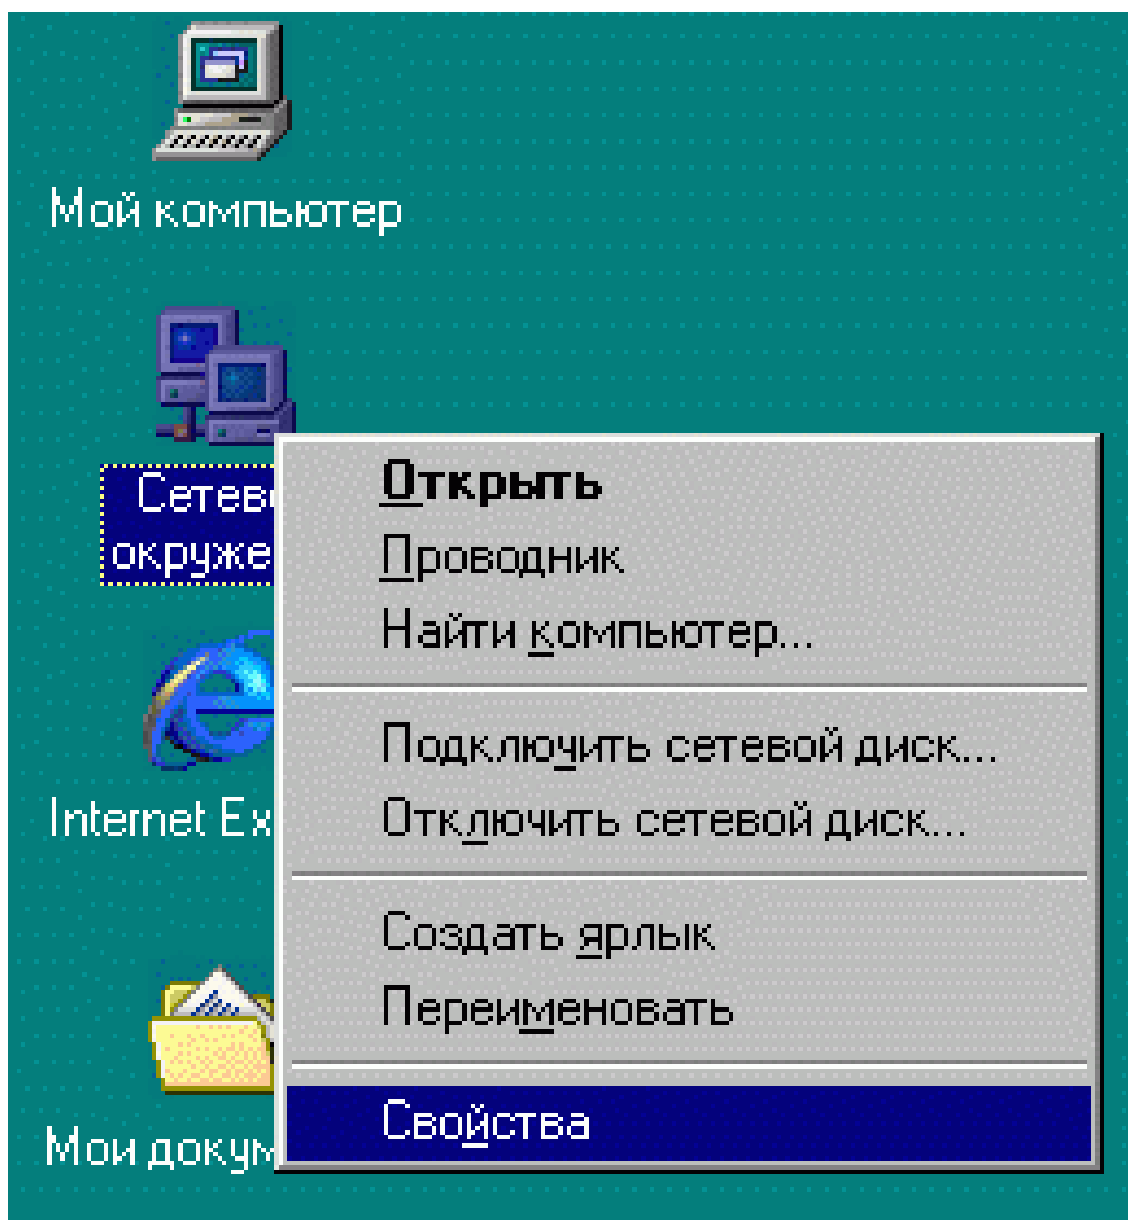 Мой компьютер
Сетев
окруже
Открыть
Проводник
Найти компьютер...
Internet Ex
Подключить сетевой диск...
Отключить сетевой диск...
Создать ярлык
Переименовать
Мои докум
Свойства